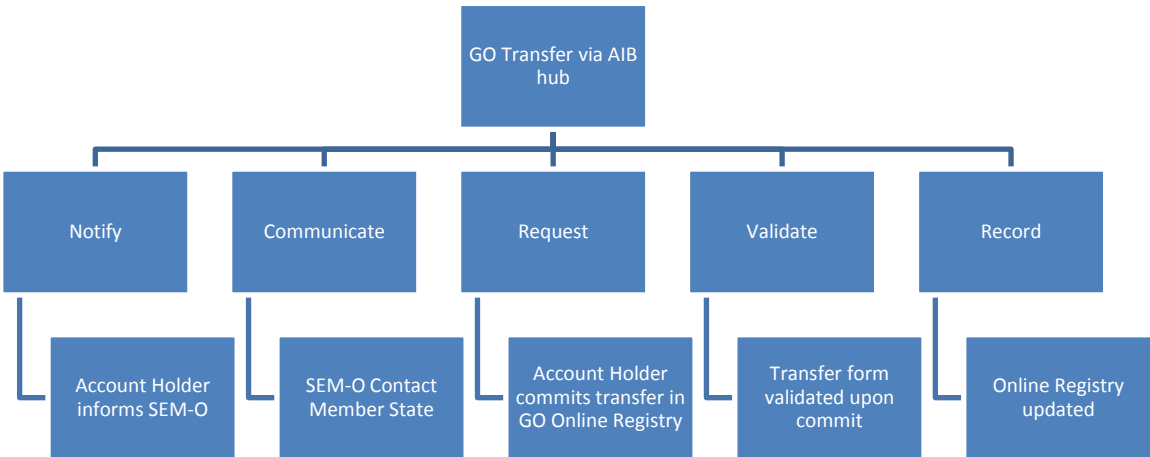 GO Transfer via AIB
hub
Notify
Communicate
Request
Validate
Record
Account Holder
informs SEM-O
SEM-O Contact
Member State
Account Holder
commits transfer in
GO Online Registry
Transfer form
validated upon
commit
Online Registry
updated